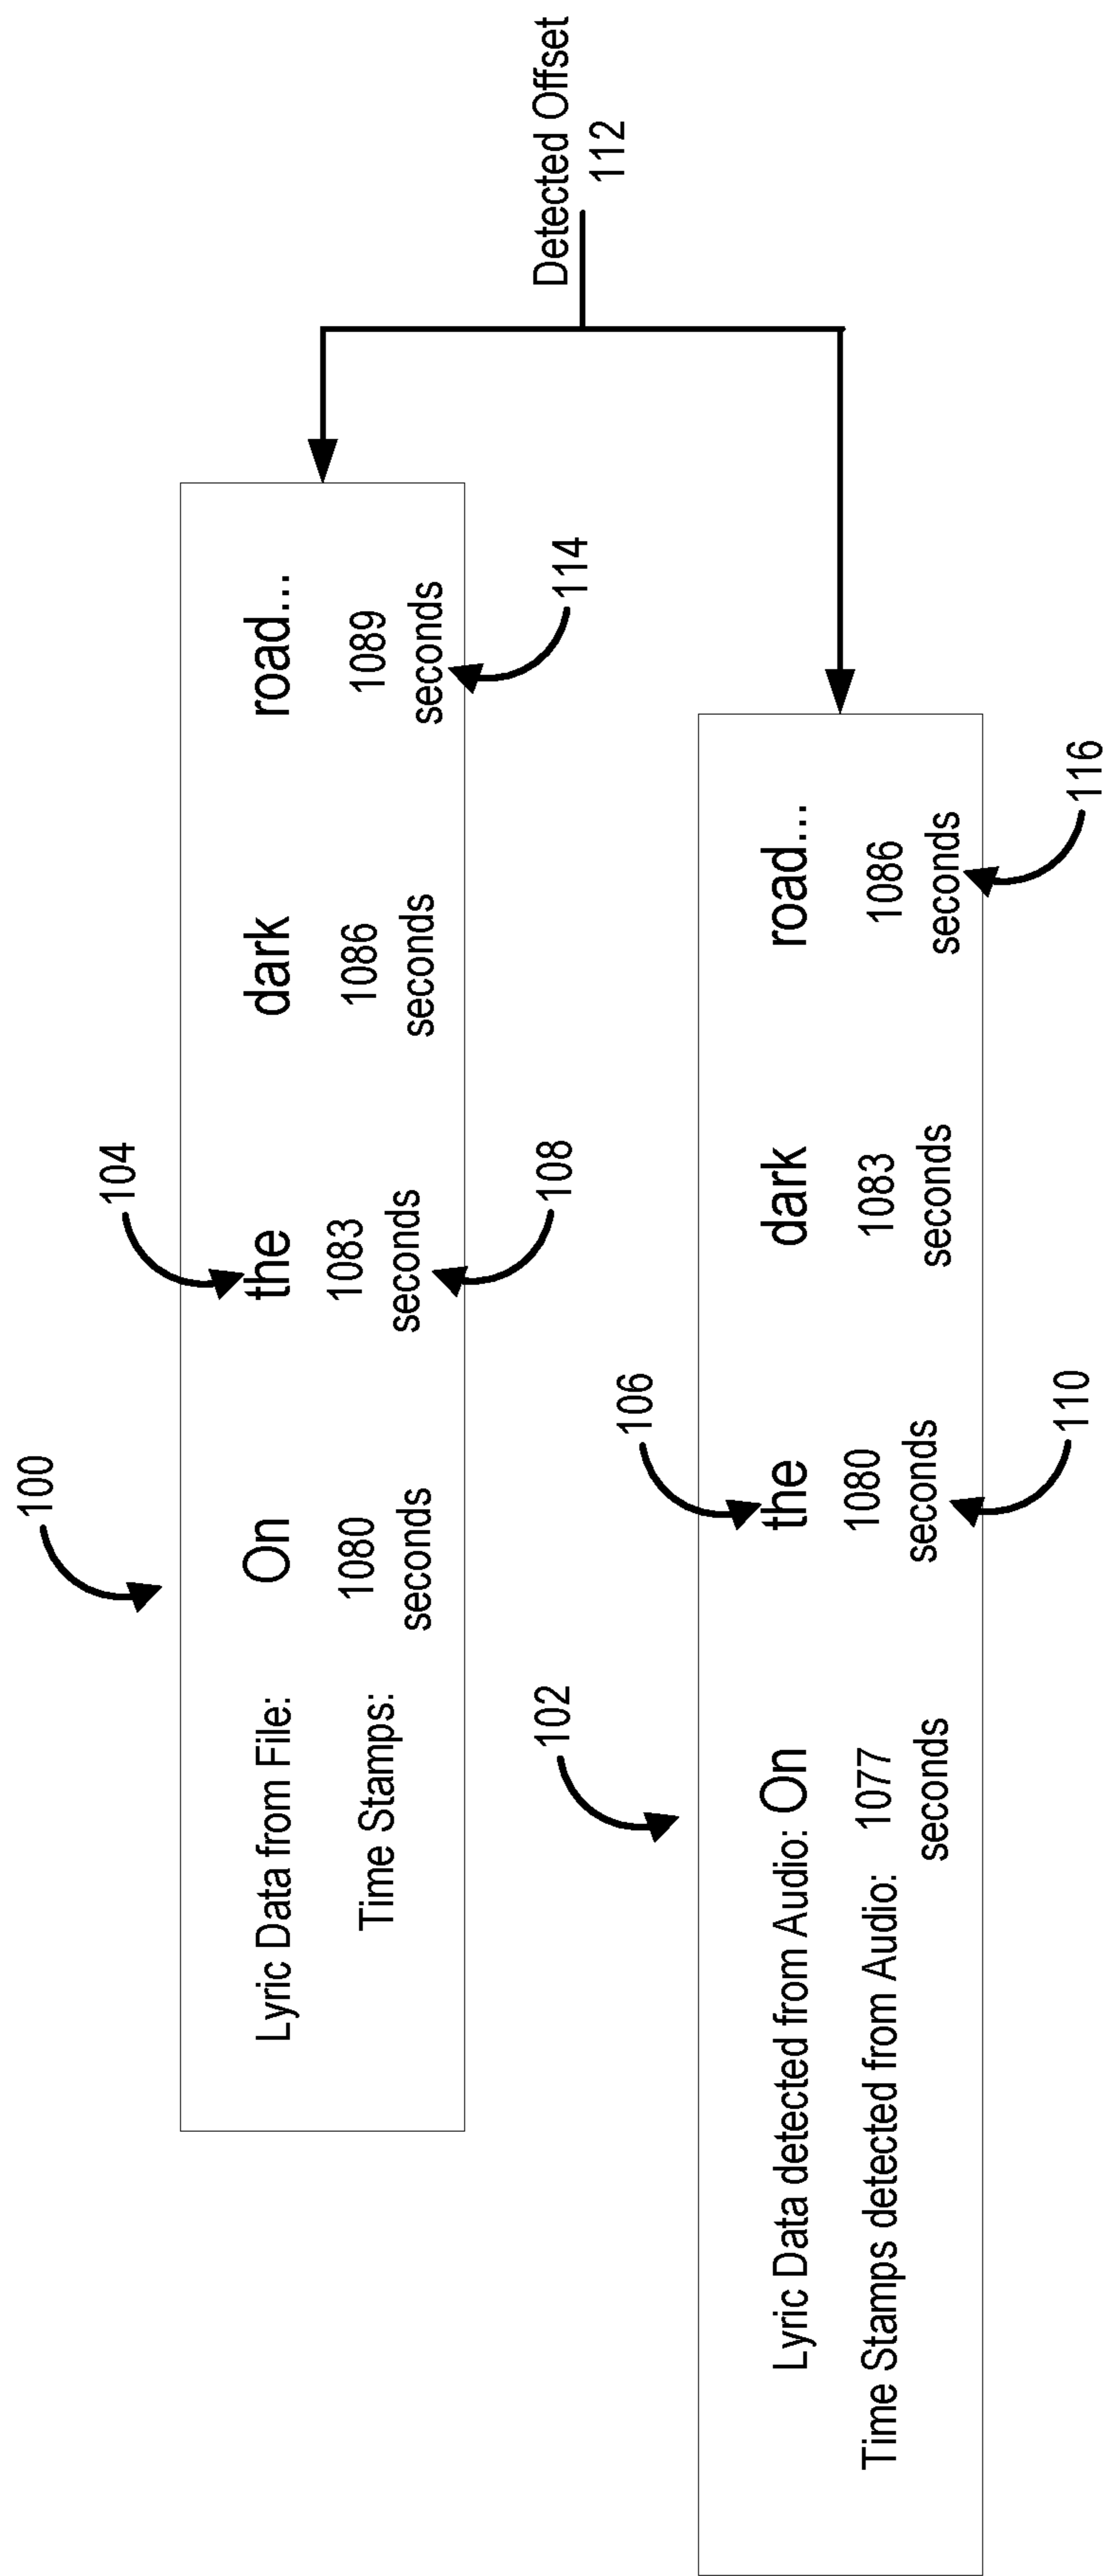 100
104
Lyric Data from File: On the dark road...
Time Stamps: 1080 1083 1086 1089
seconds seconds seconds seconds
108
114
Detected Offset
112
102
106
Lyric Data detected from Audio: On the dark road...
Time Stamps detected from Audio: 1077 1080 1083 1086
seconds seconds seconds seconds
110
116